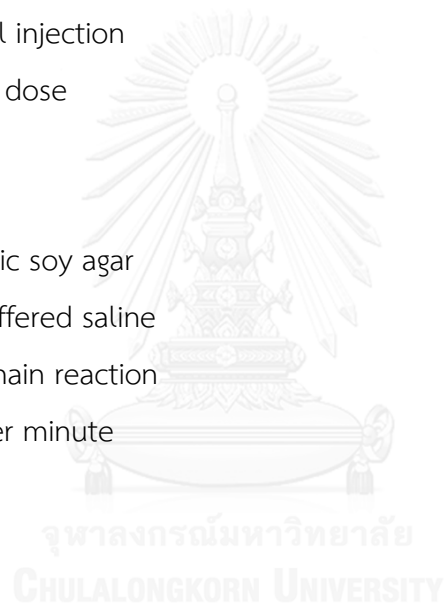 l injection
dose
ic soy agar
ffered saline
hain reaction
er minute
จุฬาลงกรณ์มหาวิทยาลัย
CHULALONGKORN UNIVERSITY